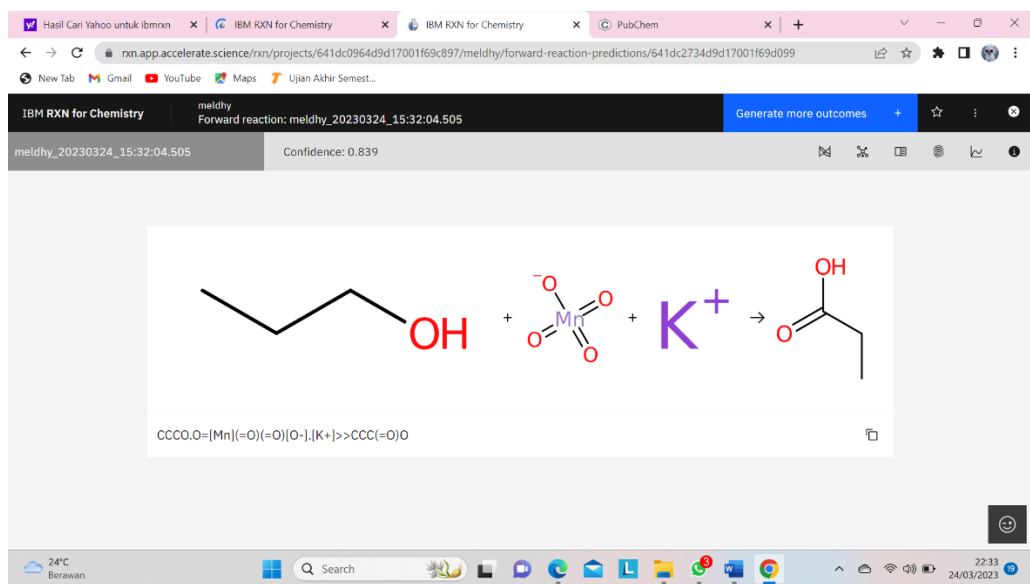 Hasil Cari Yahoo untuk ibmrxn
IBM RXN for Chemistry
IBM RXN for Chemistry
PubChem
rxn.app.accelerate.science/rxn/projects/641dc0964d9d17001f69c897/meldhy/forward-reaction-predictions/641dc2734d9d17001f69d099
New Tab
Gmail
YouTube
Maps
Ujian Akhir Semest...
IBM RXN for Chemistry
meldhy
Forward reaction: meldhy_20230324_15:32:04.505
Generate more outcomes +
meldhy_20230324_15:32:04.505
Confidence: 0.839
OH + -O Mn O O O + K+ → O OH
CCCO.O=[Mn](=O)(=O)[O-].[K+]>>CCC(=O)O
24°C
Berawan
Search
3
22:33
24/03/2023
19